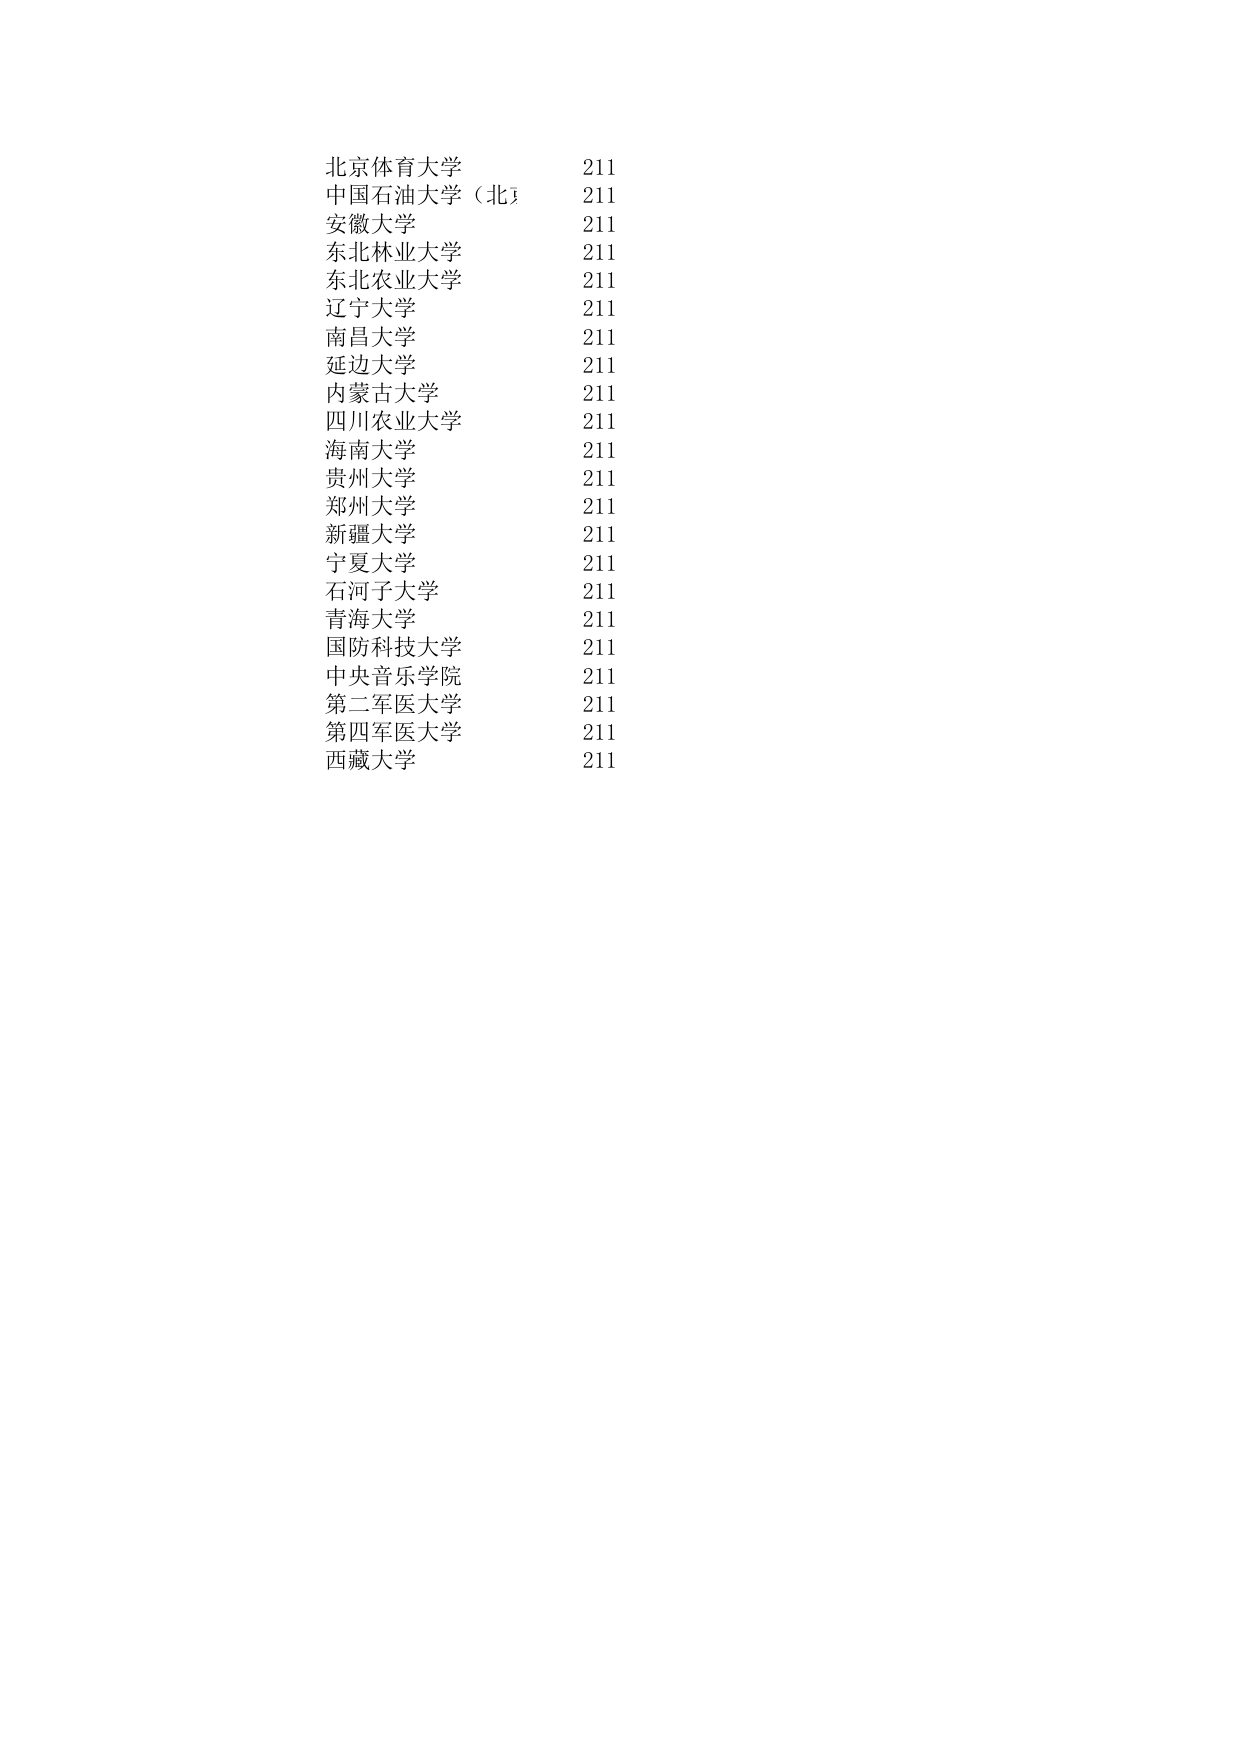 北京体育大学 211
中国石油大学（北 211
安徽大学 211
东北林业大学 211
东北农业大学 211
辽宁大学 211
南昌大学 211
延边大学 211
内蒙古大学 211
四川农业大学 211
海南大学 211
贵州大学 211
郑州大学 211
新疆大学 211
宁夏大学 211
石河子大学 211
青海大学 211
国防科技大学 211
中央音乐学院 211
第二军医大学 211
第四军医大学 211
西藏大学 211